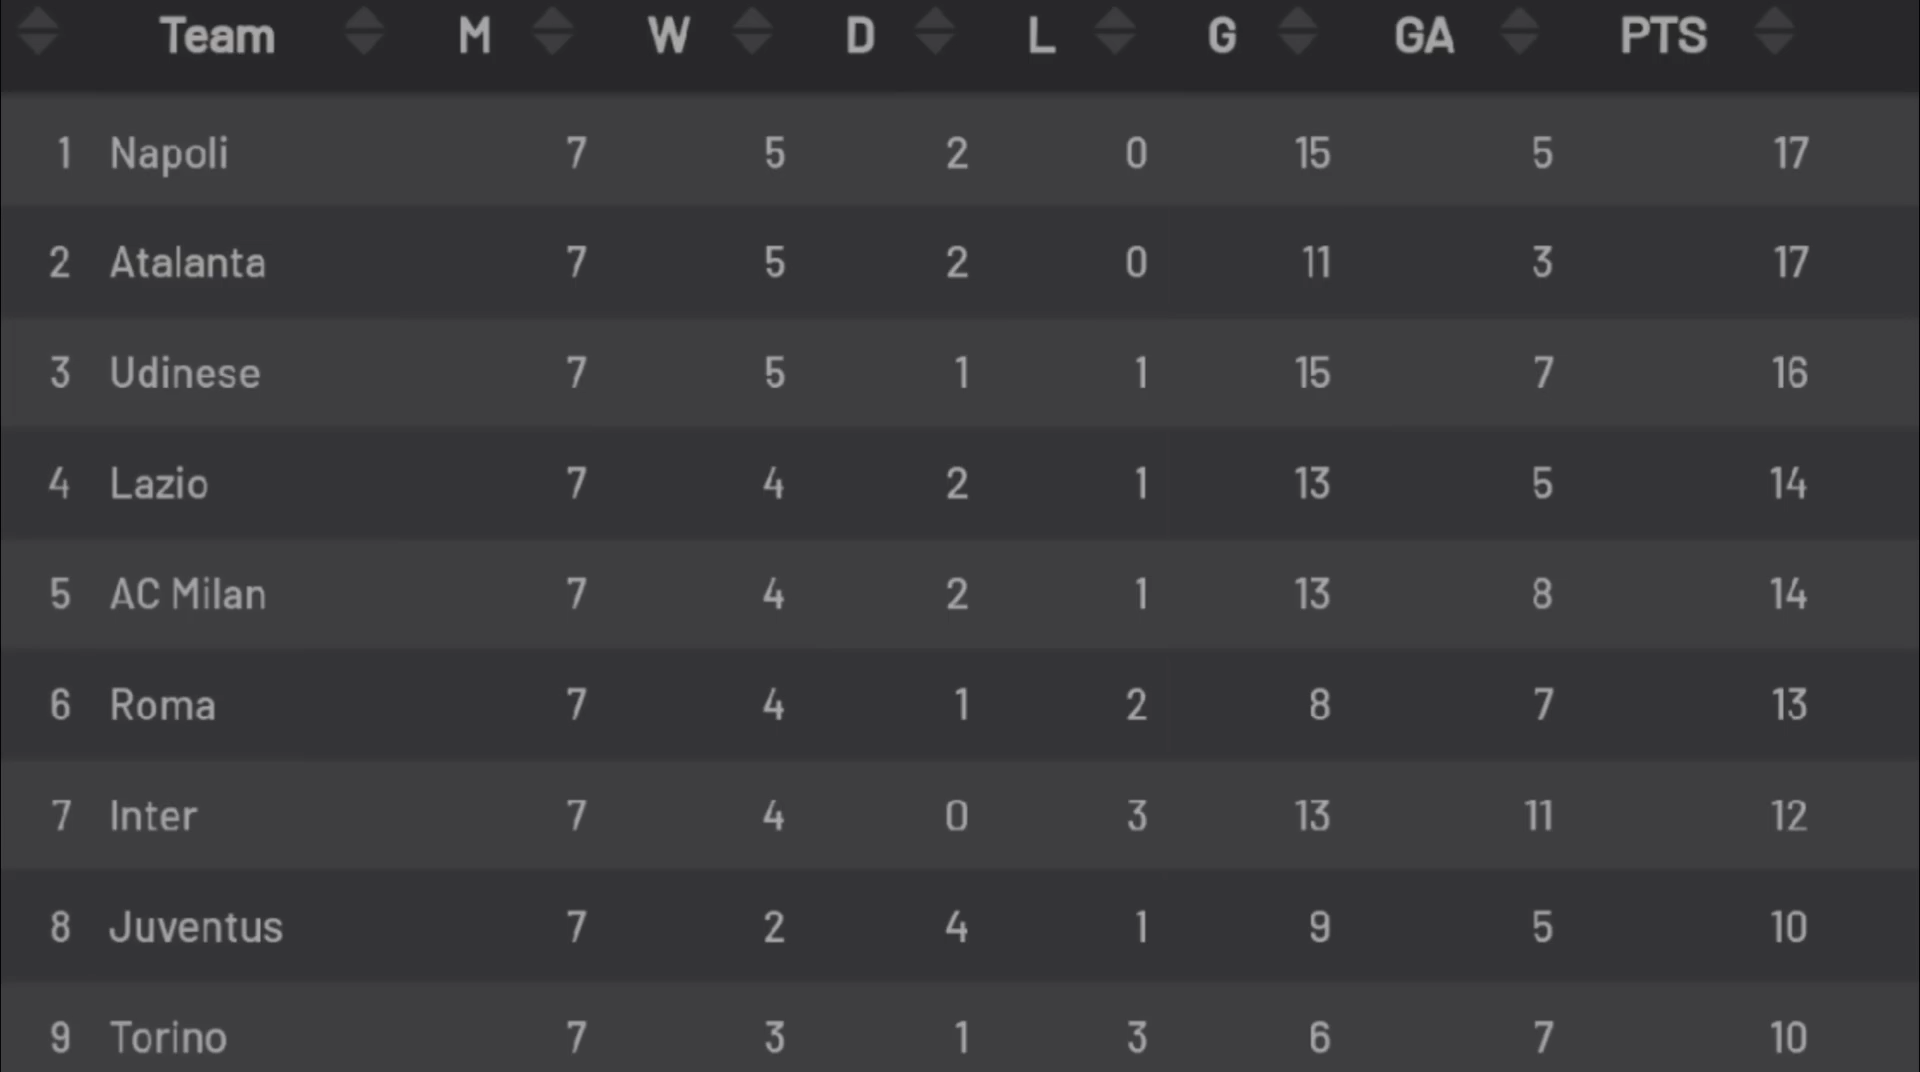 Team M W D L G GA PTS
1 Napoli 7 5 2 0 15 5 17
2 Atalanta 7 5 2 0 11 3 17
3 Udinese 7 5 1 1 15 7 16
4 Lazio 7 4 2 1 13 5 14
5 AC Milan 7 4 2 1 13 8 14
6 Roma 7 4 1 2 8 7 13
7 Inter 7 4 0 3 13 11 12
8 Juventus 7 2 4 1 9 5 10
9 Torino 7 3 1 3 6 7 10